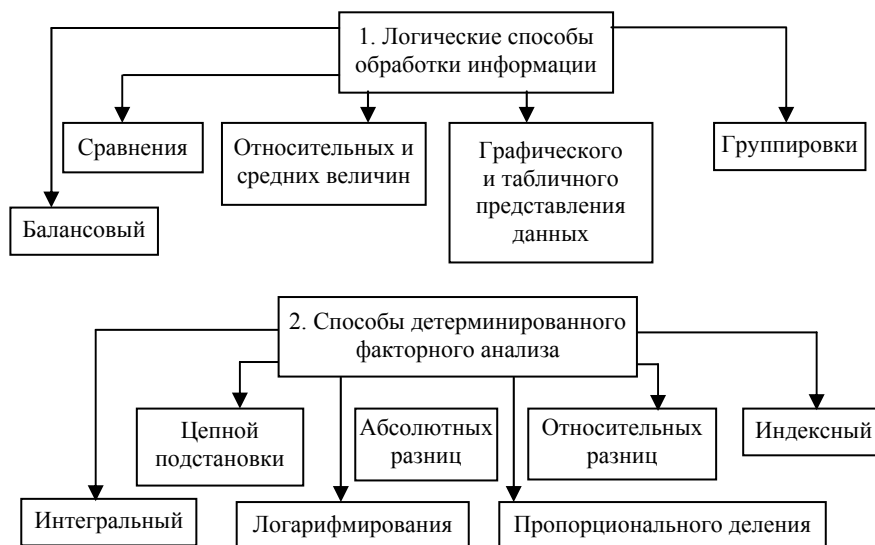 1. Логические способы
обработки информации
Сравнения
Относительных и
средних величин
Графического
и табличного
представления
данных
Группировки
Балансовый
2. Способы детерминированного
факторного анализа
Цепной
подстановки
Абсолютных
разниц
Относительных
разниц
Индексный
Интегральный
Логарифмирования
Пропорционального деления